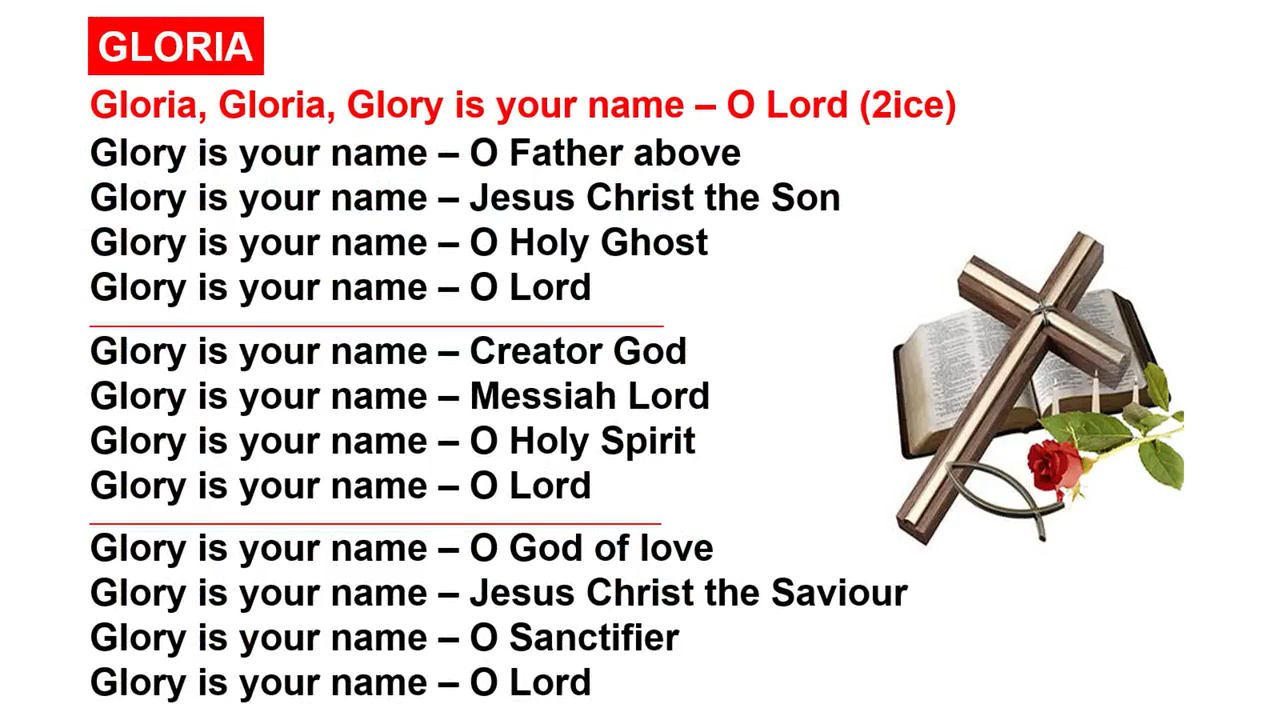 GLORIA
Gloria, Gloria, Glory is your name – O Lord (2ice)
Glory is your name – O Father above
Glory is your name – Jesus Christ the Son
Glory is your name – O Holy Ghost
Glory is your name – O Lord
Glory is your name – Creator God
Glory is your name – Messiah Lord
Glory is your name – O Holy Spirit
Glory is your name – O Lord
Glory is your name – O God of love
Glory is your name – Jesus Christ the Saviour
Glory is your name – O Sanctifier
Glory is your name – O Lord